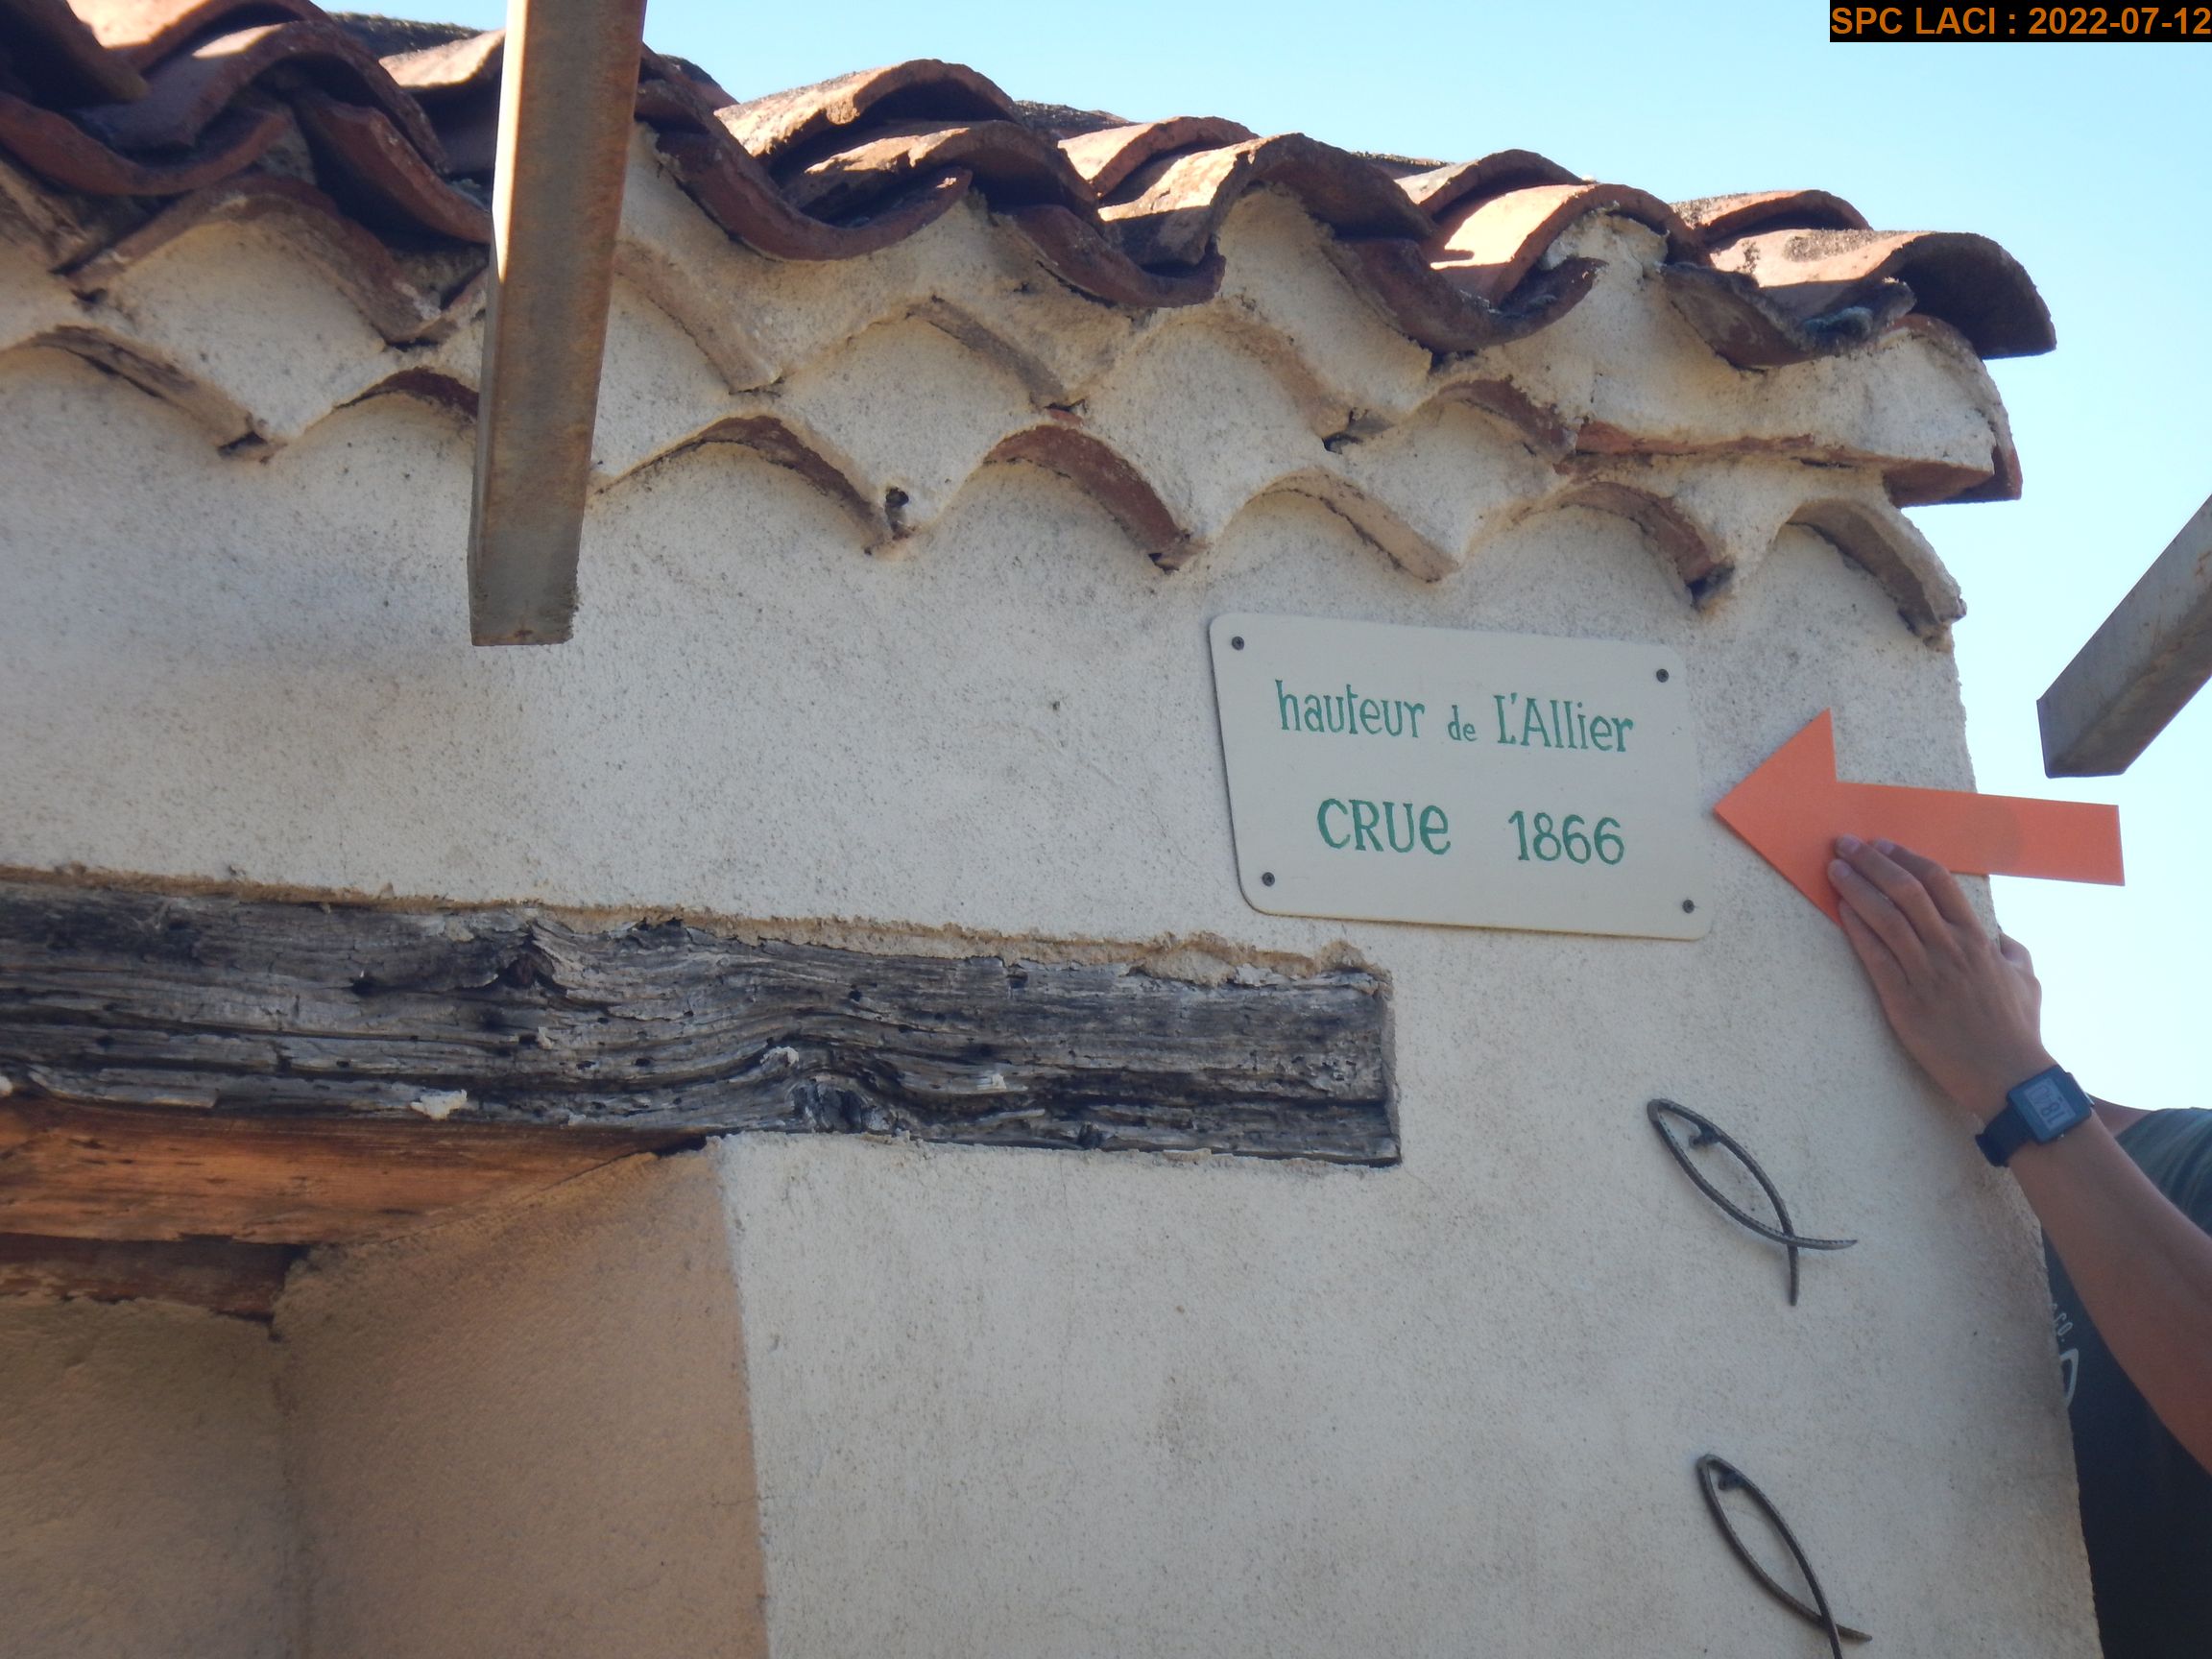 SPC LACI : 2022-07-12
hauteur de L'Allier
CRUe 1866